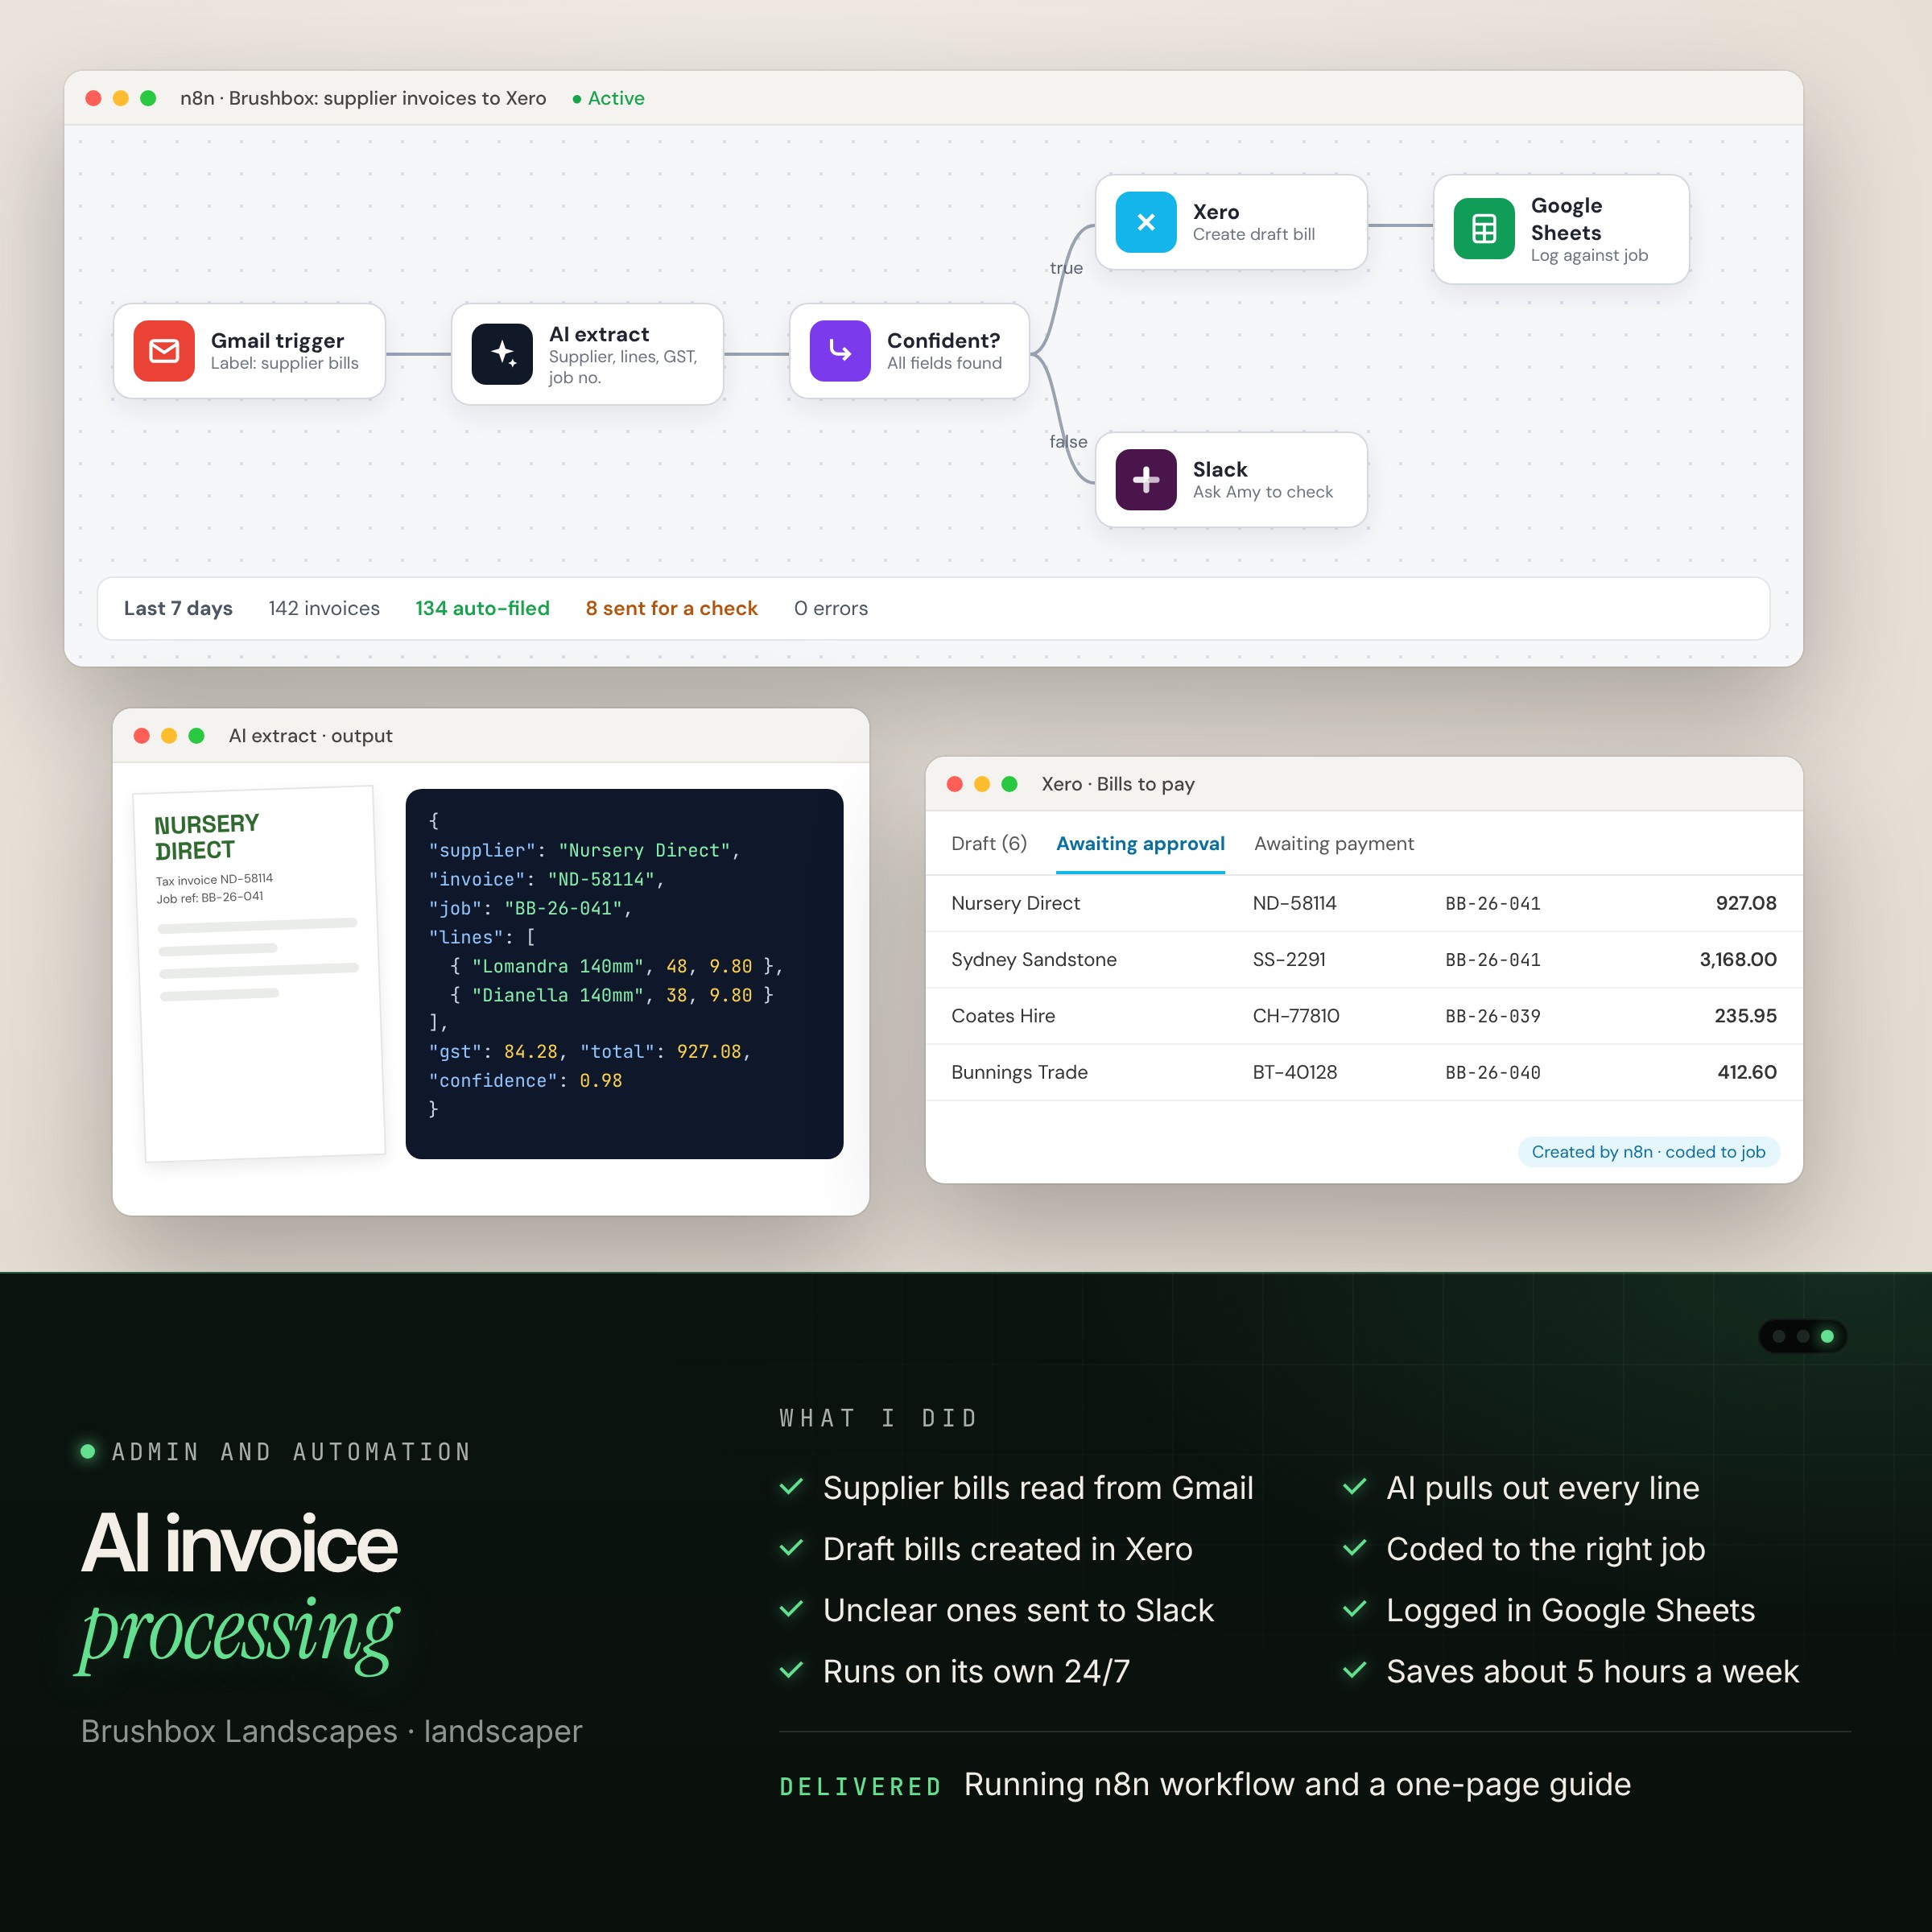 n8n · Brushbox: supplier invoices to Xero ● Active
Xero
Create draft bill
Google
Sheets
Log against job
true
Gmail trigger
Label: supplier bills
AI extract
Supplier, lines, GST,
job no.
Confident?
All fields found
false
Slack
Ask Amy to check
Last 7 days 142 invoices 134 auto-filed 8 sent for a check 0 errors
AI extract · output
NURSERY
DIRECT
Tax invoice ND-58114
Job ref: BB-26-041
{
"supplier": "Nursery Direct",
"invoice": "ND-58114",
"job": "BB-26-041",
"lines": [
{ "Lomandra 140mm", 48, 9.80 },
{ "Dianella 140mm", 38, 9.80 }
],
"gst": 84.28, "total": 927.08,
"confidence": 0.98
}
Xero · Bills to pay
Draft (6) Awaiting approval Awaiting payment
Nursery Direct ND-58114 BB-26-041 927.08
Sydney Sandstone SS-2291 BB-26-041 3,168.00
Coates Hire CH-77810 BB-26-039 235.95
Bunnings Trade BT-40128 BB-26-040 412.60
Created by n8n · coded to job
ADMIN AND AUTOMATION
AI invoice
processing
Brushbox Landscapes · landscaper
WHAT I DID
Supplier bills read from Gmail
AI pulls out every line
Draft bills created in Xero
Coded to the right job
Unclear ones sent to Slack
Logged in Google Sheets
Runs on its own 24/7
Saves about 5 hours a week
DELIVERED Running n8n workflow and a one-page guide